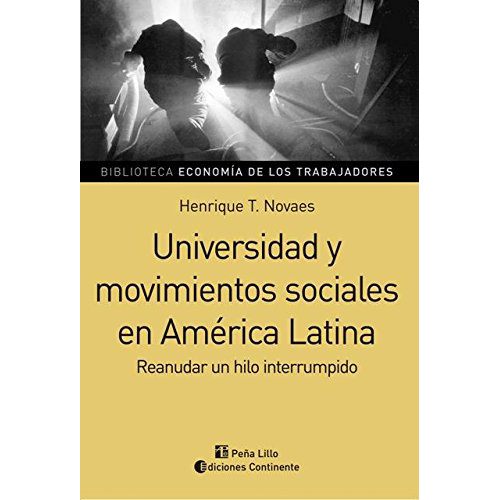 BIBLIOTECA ECONOMÍA DE LOS TRABAJADORES
Henrique T. Novaes
Universidad y
movimientos sociales
en América Latina
Reanudar un hilo interrumpido
Peña Lillo
Ediciones Continente